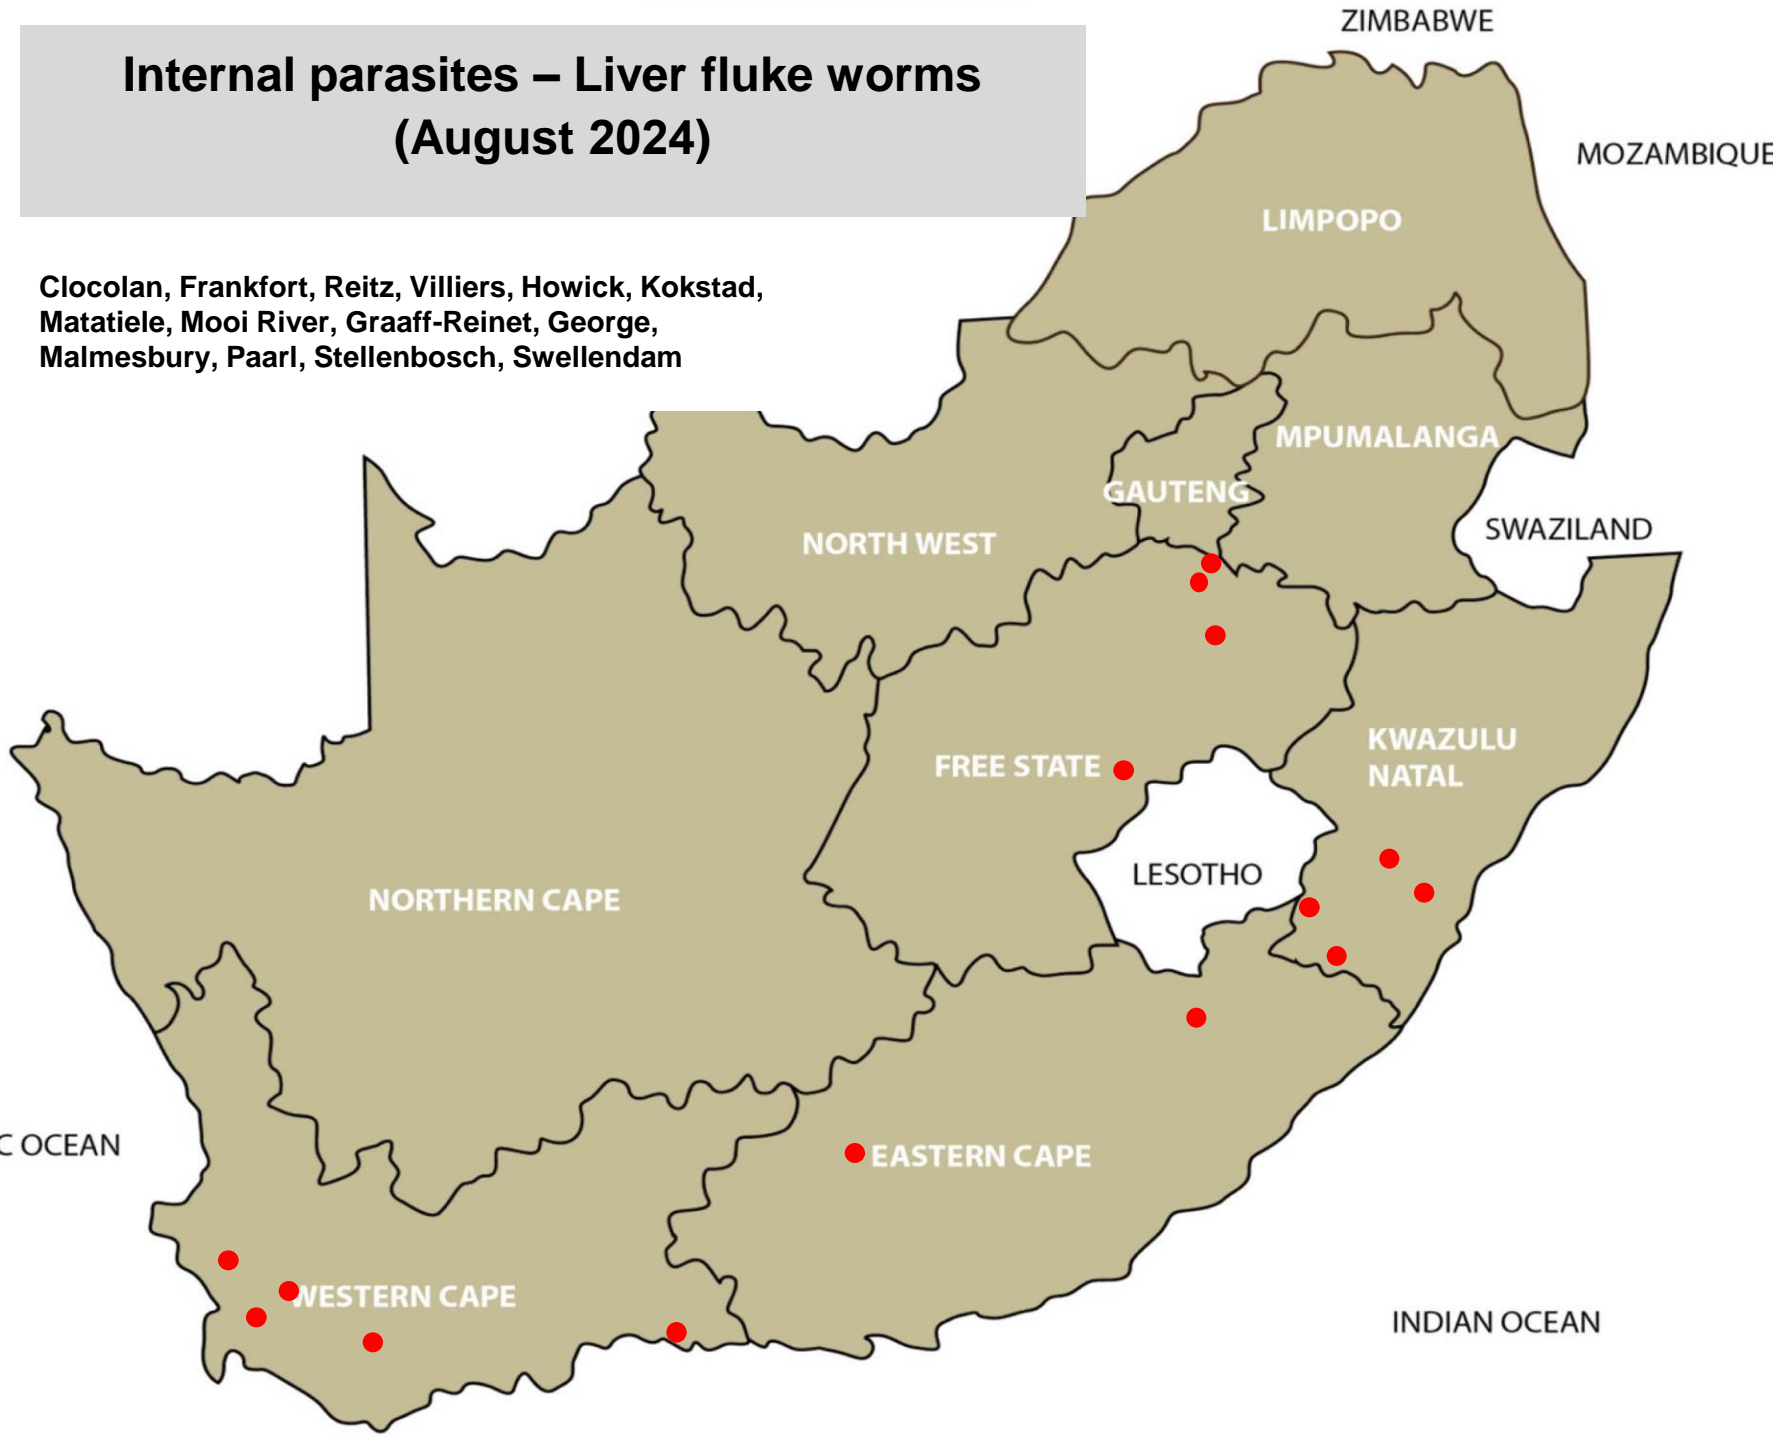 ZIMBABWE
Internal parasites – Liver fluke worms
(August 2024)
MOZAMBIQUE
LIMPOPO
Clocolan, Frankfort, Reitz, Villiers, Howick, Kokstad,
Matatiele, Mooi River, Graaff-Reinet, George,
Malmesbury, Paarl, Stellenbosch, Swellendam
MPUMALANGA
GAUTENG
SWAZILAND
NORTH WEST
KWAZULU
NATAL
FREE STATE
LESOTHO
NORTHERN CAPE
C OCEAN
EASTERN CAPE
WESTERN CAPE
INDIAN OCEAN